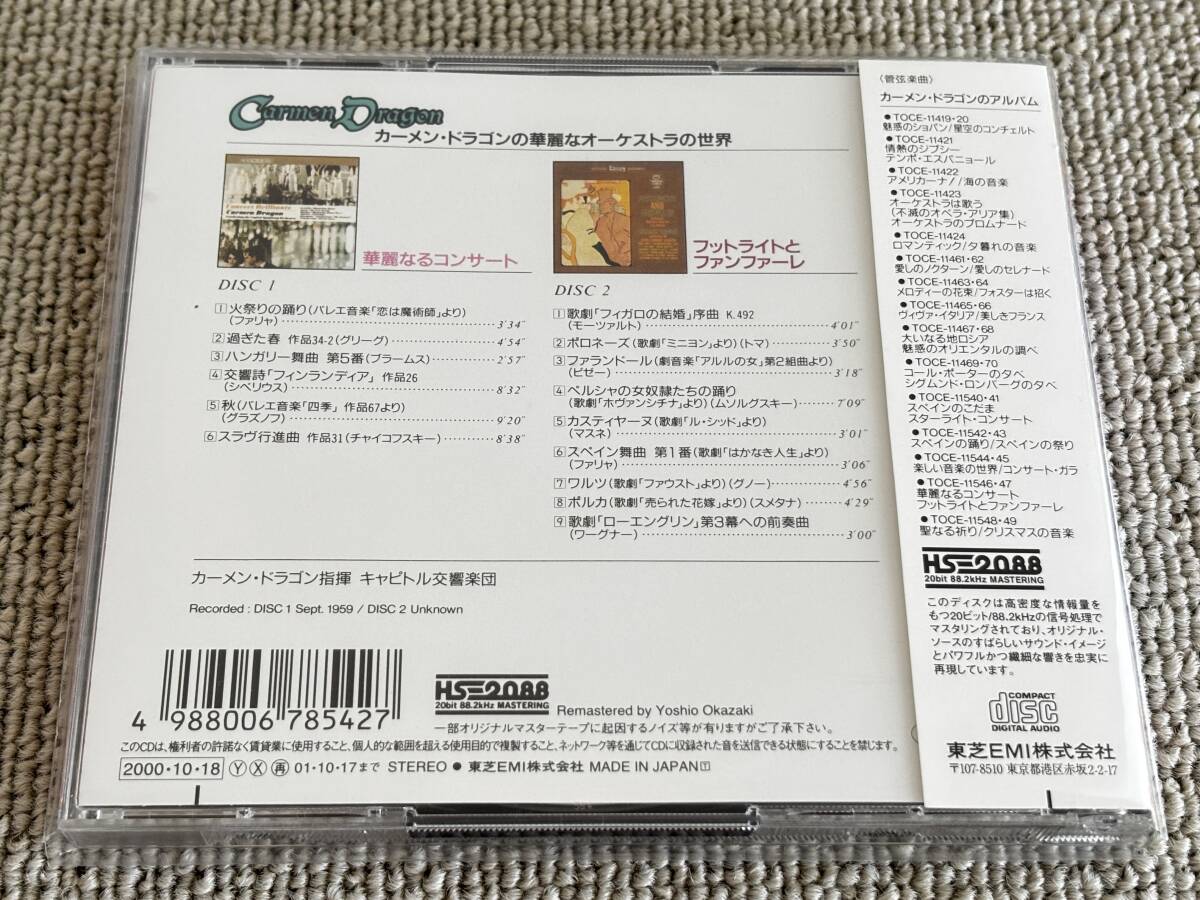 Carmen Dragon
カーメン・ドラゴンの華麗なオーケストラの世界
Concert Brilliante
Carmen Dragon
華麗なるコンサート
DISC 1
1 火祭りの踊り(バレエ音楽「恋は魔術師」より)
(ファリャ) 3'34"
2 過ぎた春 作品34-2(グリーグ) 4'54"
3 ハンガリー舞曲 第5番(ブラームス) 2'57"
4 交響詩「フィンランディア」 作品26
(シベリウス) 8'32"
5 秋(バレエ音楽「四季」 作品67より)
(グラズノフ) 9'20"
6 スラヴ行進曲 作品31(チャイコフスキー) 8'38"
フットライトと
ファンファーレ
DISC 2
1 歌劇「フィガロの結婚」序曲 K.492
(モーツァルト) 4'01"
2 ポロネーズ(歌劇「ミニヨン」より)(トマ) 3'50"
3 ファランドール(劇音楽「アルルの女」第2組曲より)
(ビゼー) 3'18"
4 ペルシャの女奴隷たちの踊り
(歌劇「ホヴァンシチナ」より)(ムソルグスキー) 7'09"
5 カスティヤーヌ(歌劇「ル・シッド」より)
(マスネ) 3'01"
6 スペイン舞曲 第1番(歌劇「はかなき人生」より)
(ファリャ) 3'06"
7 ワルツ(歌劇「ファウスト」より)(グノー) 4'56"
8 ポルカ(歌劇「売られた花嫁」より)(スメタナ) 4'29"
9 歌劇「ローエングリン」第3幕への前奏曲
(ワーグナー) 3'00"
カーメン・ドラゴン指揮 キャピトル交響楽団
Recorded : DISC 1 Sept. 1959 / DISC 2 Unknown
4 988006 785427
HS-2088
20bit 88.2kHz MASTERING
Remastered by Yoshio Okazaki
一部オリジナルマスターテープに起因するノイズ等が有りますがご了承下さい。
このCDは、権利者の許諾なく賃貸業に使用すること、個人的な範囲を超える使用目的で複製すること、ネットワーク等を通じてCDに収録された音を送信できる状態にすることを禁じます。
2000・10・18 Ⓨ Ⓧ 再 01・10・17まで STEREO ● 東芝EMI株式会社 MADE IN JAPAN T
〈管弦楽曲〉
カーメン・ドラゴンのアルバム
●TOCE-11419・20
魅惑のショパン/星空のコンチェルト
●TOCE-11421
情熱のジプシー
テンポ・エスパニョール
●TOCE-11422
アメリカーナ!/海の音楽
●TOCE-11423
オーケストラは歌う
(不滅のオペラ・アリア集)
オーケストラのプロムナード
●TOCE-11424
ロマンティック/夕暮れの音楽
●TOCE-11461・62
愛しのノクターン/愛しのセレナード
●TOCE-11463・64
メロディーの花束/フォスターは招く
●TOCE-11465・66
ヴィヴァ・イタリア/美しきフランス
●TOCE-11467・68
大いなる地ロシア
魅惑のオリエンタルの調べ
●TOCE-11469・70
コール・ポーターの夕べ
シグムンド・ロンバーグの夕べ
●TOCE-11540・41
スペインのこだま
スターライト・コンサート
●TOCE-11542・43
スペインの踊り/スペインの祭り
●TOCE-11544・45
楽しい音楽の世界/コンサート・ガラ
●TOCE-11546・47
華麗なるコンサート
フットライトとファンファーレ
●TOCE-11548・49
聖なる祈り/クリスマスの音楽
HS-2088
20bit 88.2kHz MASTERING
このディスクは高密度な情報量を
もつ20ビット/88.2kHzの信号処理で
マスタリングされており、オリジナル・
ソースのすばらしいサウンド・イメージ
とパワフルかつ繊細な響きを忠実に
再現しています。
COMPACT
disc
DIGITAL AUDIO
東芝EMI株式会社
〒107-8510 東京都港区赤坂2-2-17